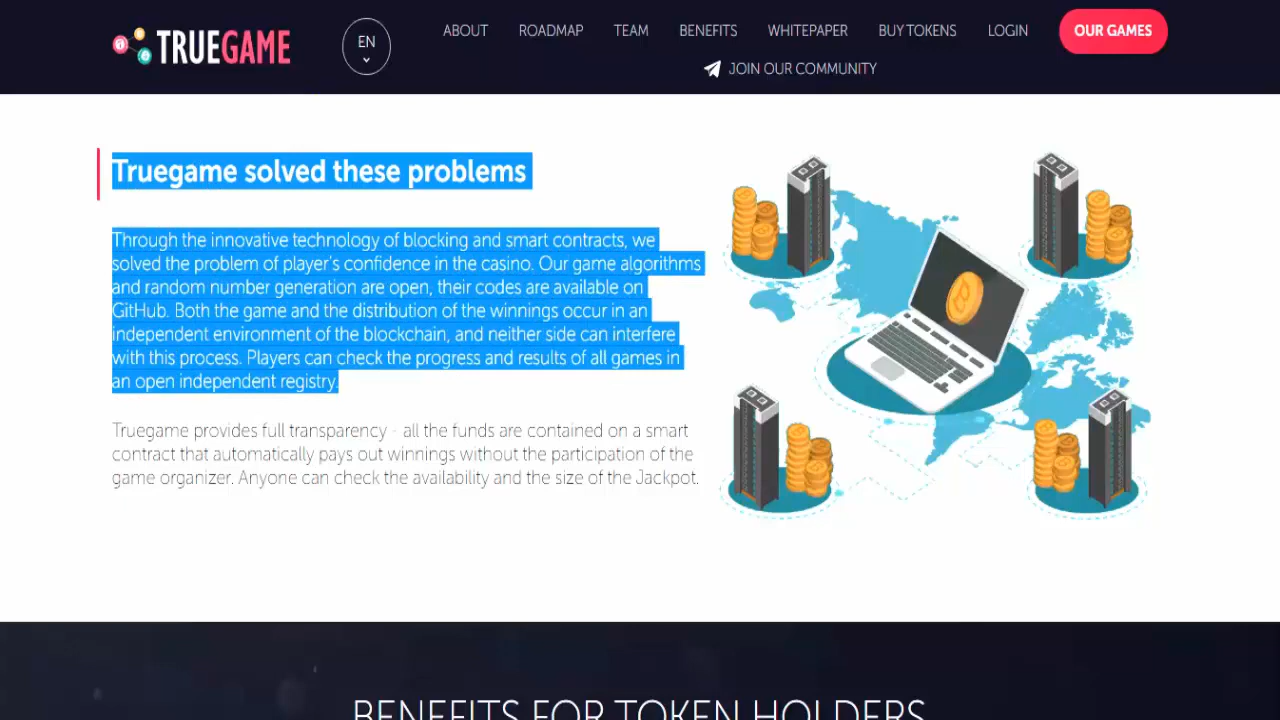 TRUEGAME
EN
ABOUT
ROADMAP
TEAM
BENEFITS
WHITEPAPER
BUY TOKENS
LOGIN
OUR GAMES
JOIN OUR COMMUNITY
Truegame solved these problems
Through the innovative technology of blocking and smart contracts, we
solved the problem of player's confidence in the casino. Our game algorithms
and random number generation are open, their codes are available on
GitHub. Both the game and the distribution of the winnings occur in an
independent environment of the blockchain, and neither side can interfere
with this process. Players can check the progress and results of all games in
an open independent registry.
Truegame provides full transparency - all the funds are contained on a smart
contract that automatically pays out winnings without the participation of the
game organizer. Anyone can check the availability and the size of the Jackpot.
BENEFITS FOR TOKEN HOLDERS